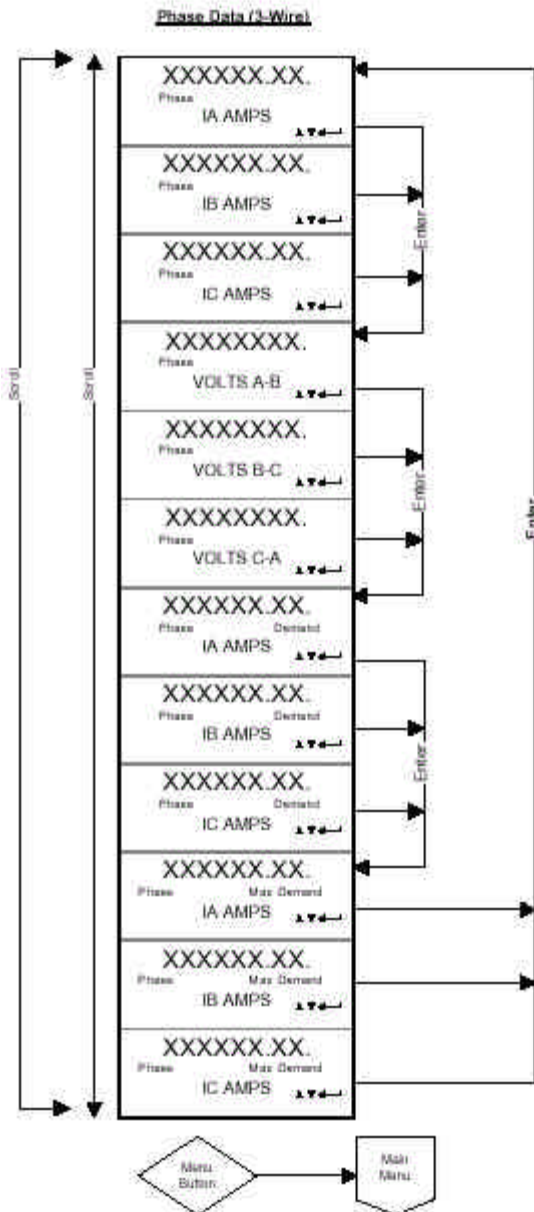 Phase Data (3-Wire)
XXXXXX.XX.
Phase
IA AMPS
XXXXXX.XX.
Phase
IB AMPS
XXXXXX.XX.
Phase
IC AMPS
Enter
XXXXXXXX.
Phase
VOLTS A-B
XXXXXXXX.
Phase
VOLTS B-C
XXXXXXXX.
Phase
VOLTS C-A
Enter
Scroll
Scroll
Enter
XXXXXX.XX.
Phase Demand
IA AMPS
XXXXXX.XX.
Phase Demand
IB AMPS
XXXXXX.XX.
Phase Demand
IC AMPS
Enter
XXXXXX.XX.
Phase Max Demand
IA AMPS
XXXXXX.XX.
Phase Max Demand
IB AMPS
XXXXXX.XX.
Phase Max Demand
IC AMPS
Menu
Button
Main
Menu